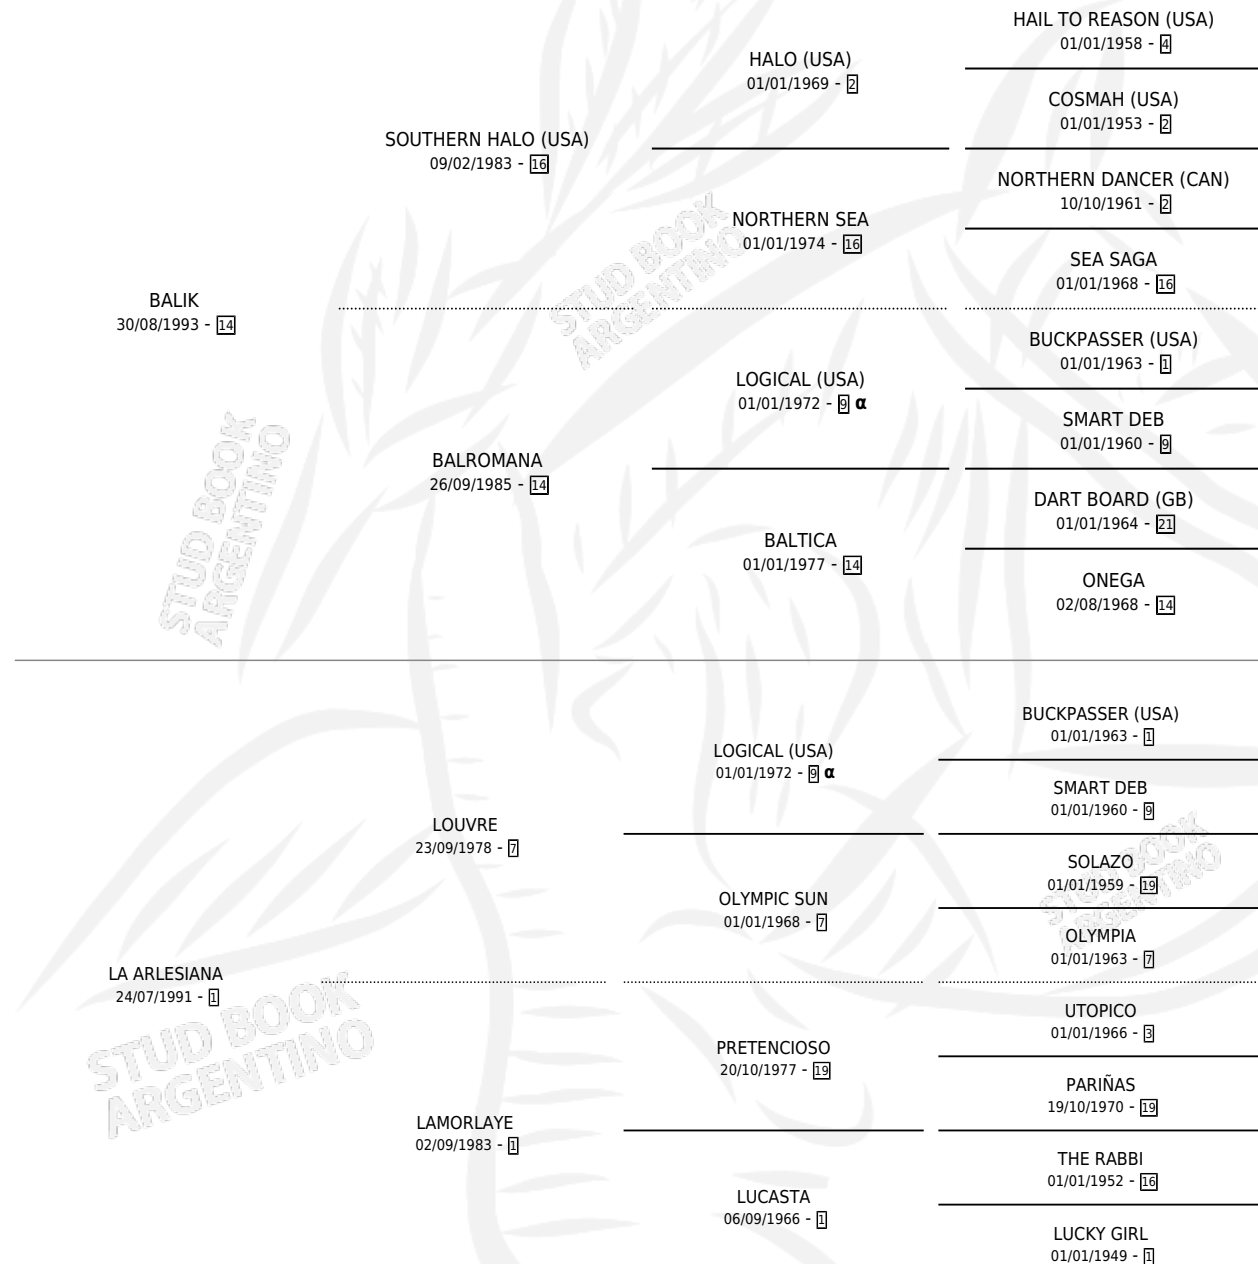 HAIL TO REASON (USA)
01/01/1958 - 4
HALO (USA)
01/01/1969 - 2
COSMAH (USA)
01/01/1953 - 2
SOUTHERN HALO (USA)
09/02/1983 - 16
NORTHERN DANCER (CAN)
10/10/1961 - 2
NORTHERN SEA
01/01/1974 - 16
SEA SAGA
01/01/1968 - 16
BALIK
30/08/1993 - 14
STUD BOOK
ARGENTINO
BUCKPASSER (USA)
01/01/1963 - 1
LOGICAL (USA)
01/01/1972 - 9 α
SMART DEB
01/01/1960 - 9
BALROMANA
26/09/1985 - 14
DART BOARD (GB)
01/01/1964 - 21
BALTICA
01/01/1977 - 14
ONEGA
02/08/1968 - 14
STUD BOOK
ARGENTINO
BUCKPASSER (USA)
01/01/1963 - 1
LOGICAL (USA)
01/01/1972 - 9 α
SMART DEB
01/01/1960 - 9
LOUVRE
23/09/1978 - 7
SOLAZO
01/01/1959 - 19
OLYMPIC SUN
01/01/1968 - 7
STUD BOOK
ARGENTINO
OLYMPIA
01/01/1963 - 7
LA ARLESIANA
24/07/1991 - 1
UTOPICO
01/01/1966 - 3
PRETENCIOSO
20/10/1977 - 19
PARIÑAS
19/10/1970 - 19
STUD BOOK
ARGENTINO
LAMORLAYE
02/09/1983 - 1
THE RABBI
01/01/1952 - 16
LUCASTA
06/09/1966 - 1
LUCKY GIRL
01/01/1949 - 1